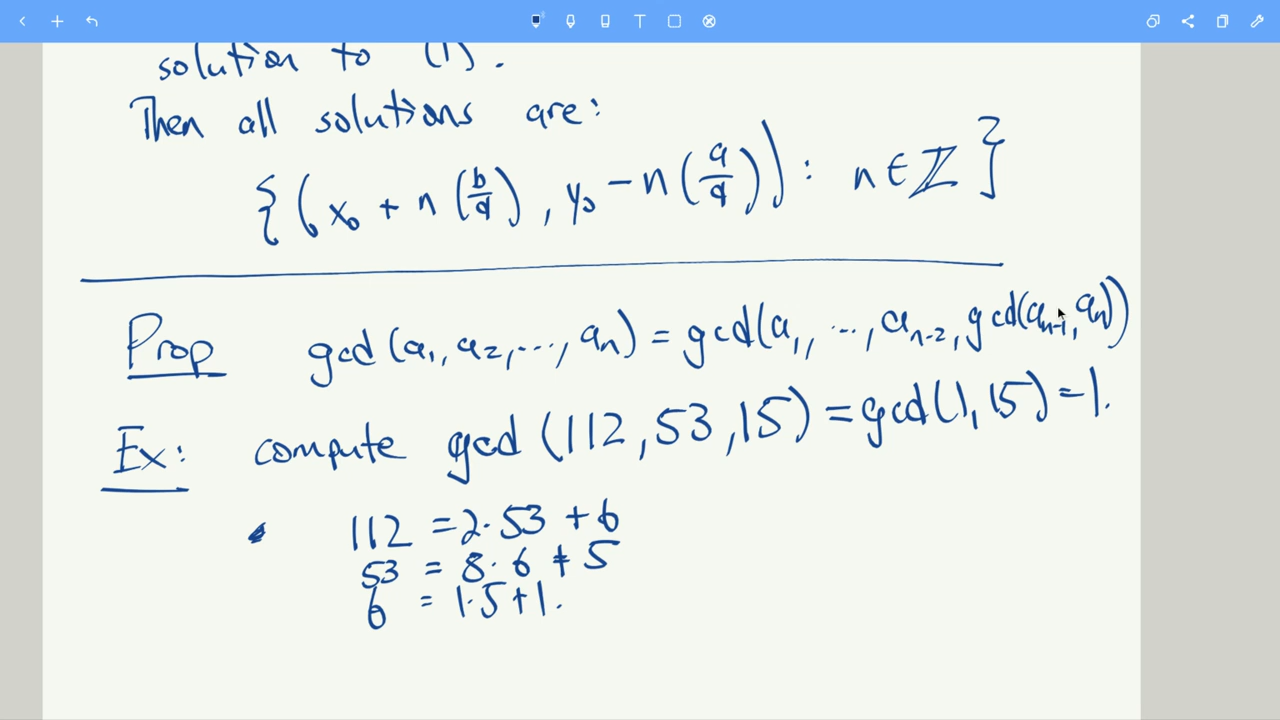 solution to (1).
Then all solutions are:
{(x₀ + n(b/d), y₀ - n(a/d)) : n ∈ ℤ}
Prop gcd(a₁, a₂, ..., aₙ) = gcd(a₁, ..., aₙ₋₂, gcd(aₙ₋₁, aₙ))
Ex: compute gcd(112, 53, 15) = gcd(1, 15) = 1.
112 = 2·53 + 6
53 = 8·6 + 5
6 = 1·5 + 1.